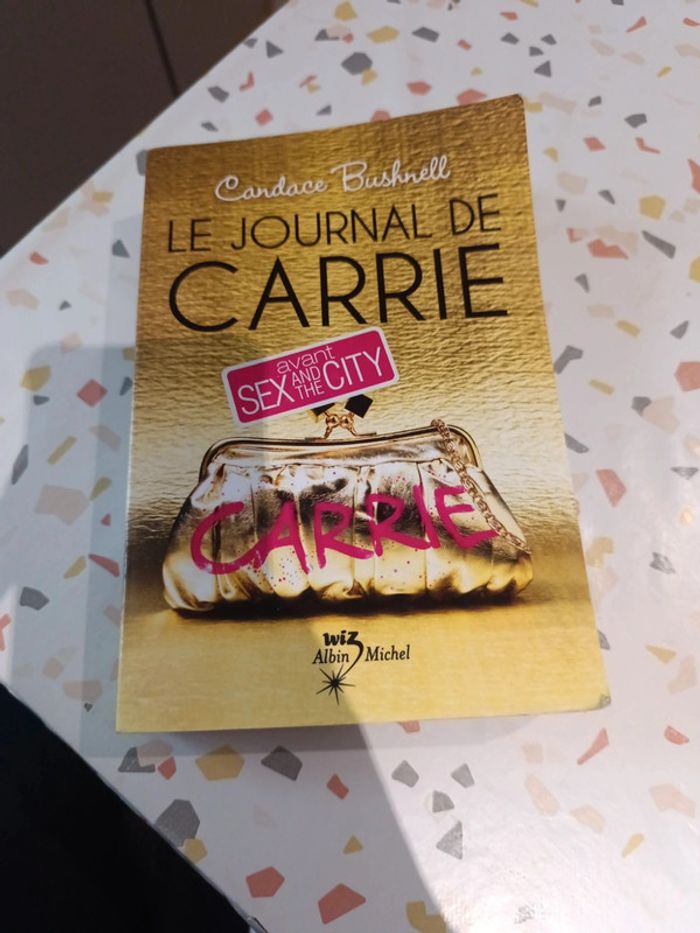 Candace Bushnell
LE JOURNAL DE
CARRIE
avant
SEX AND THE CITY
CARRIE
wiz
Albin Michel